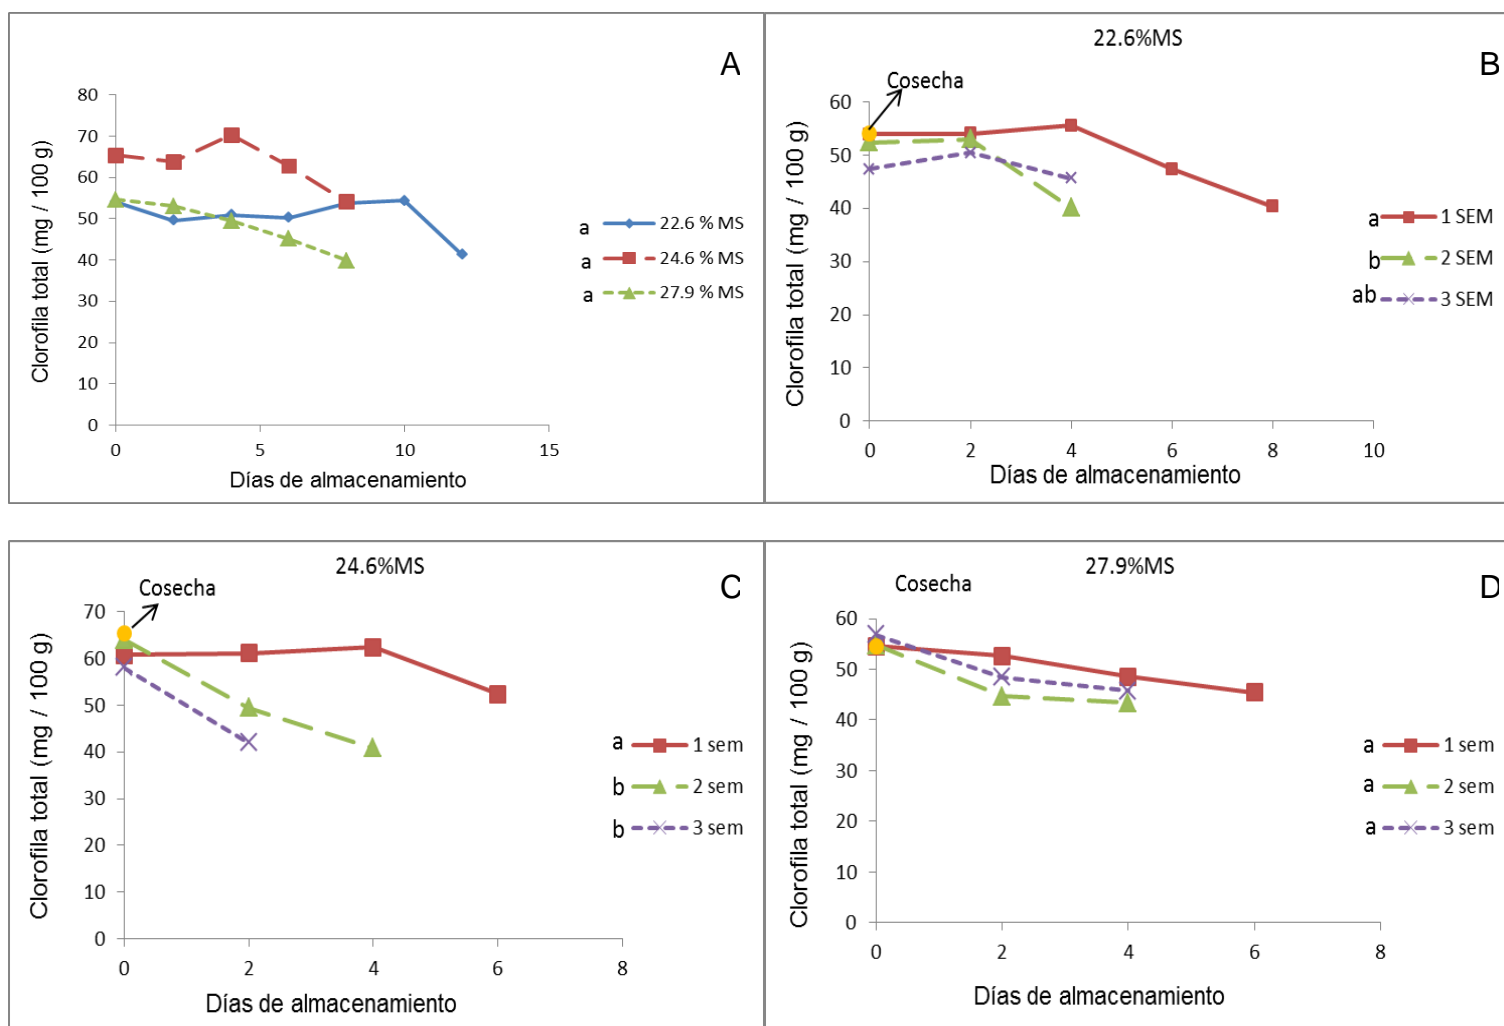 A
80
70
60
50
40
30
20
10
0
0 5 10 15
Clorofila total (mg / 100 g)
Días de almacenamiento
a 22.6 % MS
a 24.6 % MS
a 27.9 % MS
22.6%MS
B
Cosecha
60
50
40
30
20
10
0
0 2 4 6 8 10
Clorofila total (mg / 100 g)
Días de almacenamiento
a 1 SEM
b 2 SEM
ab 3 SEM
24.6%MS
C
Cosecha
70
60
50
40
30
20
10
0
0 2 4 6 8
Clorofila total (mg / 100 g)
Días de almacenamiento
a 1 sem
b 2 sem
b 3 sem
27.9%MS
D
Cosecha
60
50
40
30
20
10
0
0 2 4 6 8
Clorofila total (mg / 100 g)
Días de almacenamiento
a 1 sem
a 2 sem
a 3 sem